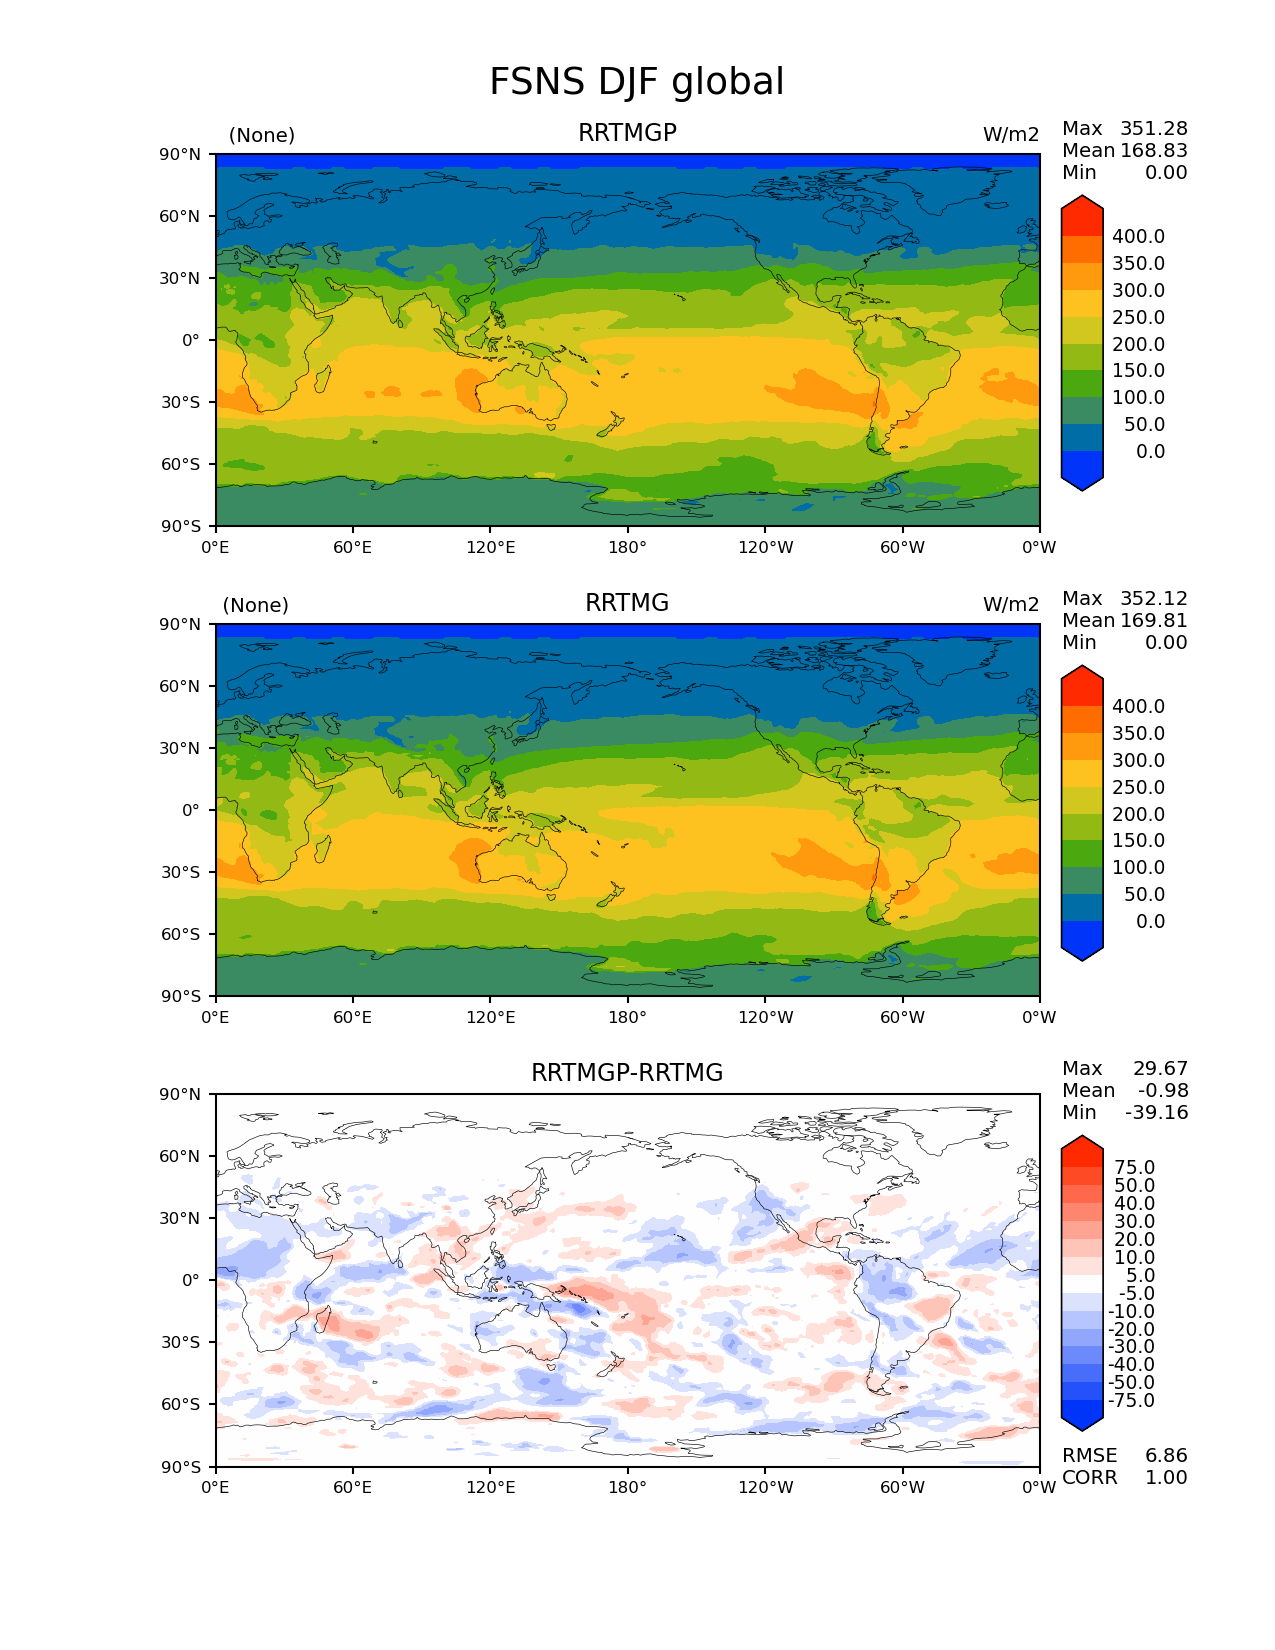 FSNS DJF global
(None) RRTMGP W/m2
Max 351.28
Mean 168.83
Min 0.00
90°N
60°N
30°N
0°
30°S
60°S
90°S
0°E 60°E 120°E 180° 120°W 60°W 0°W
400.0
350.0
300.0
250.0
200.0
150.0
100.0
50.0
0.0
(None) RRTMG W/m2
Max 352.12
Mean 169.81
Min 0.00
90°N
60°N
30°N
0°
30°S
60°S
90°S
0°E 60°E 120°E 180° 120°W 60°W 0°W
400.0
350.0
300.0
250.0
200.0
150.0
100.0
50.0
0.0
RRTMGP-RRTMG
Max 29.67
Mean -0.98
Min -39.16
90°N
60°N
30°N
0°
30°S
60°S
90°S
0°E 60°E 120°E 180° 120°W 60°W 0°W
75.0
50.0
40.0
30.0
20.0
10.0
5.0
-5.0
-10.0
-20.0
-30.0
-40.0
-50.0
-75.0
RMSE 6.86
CORR 1.00